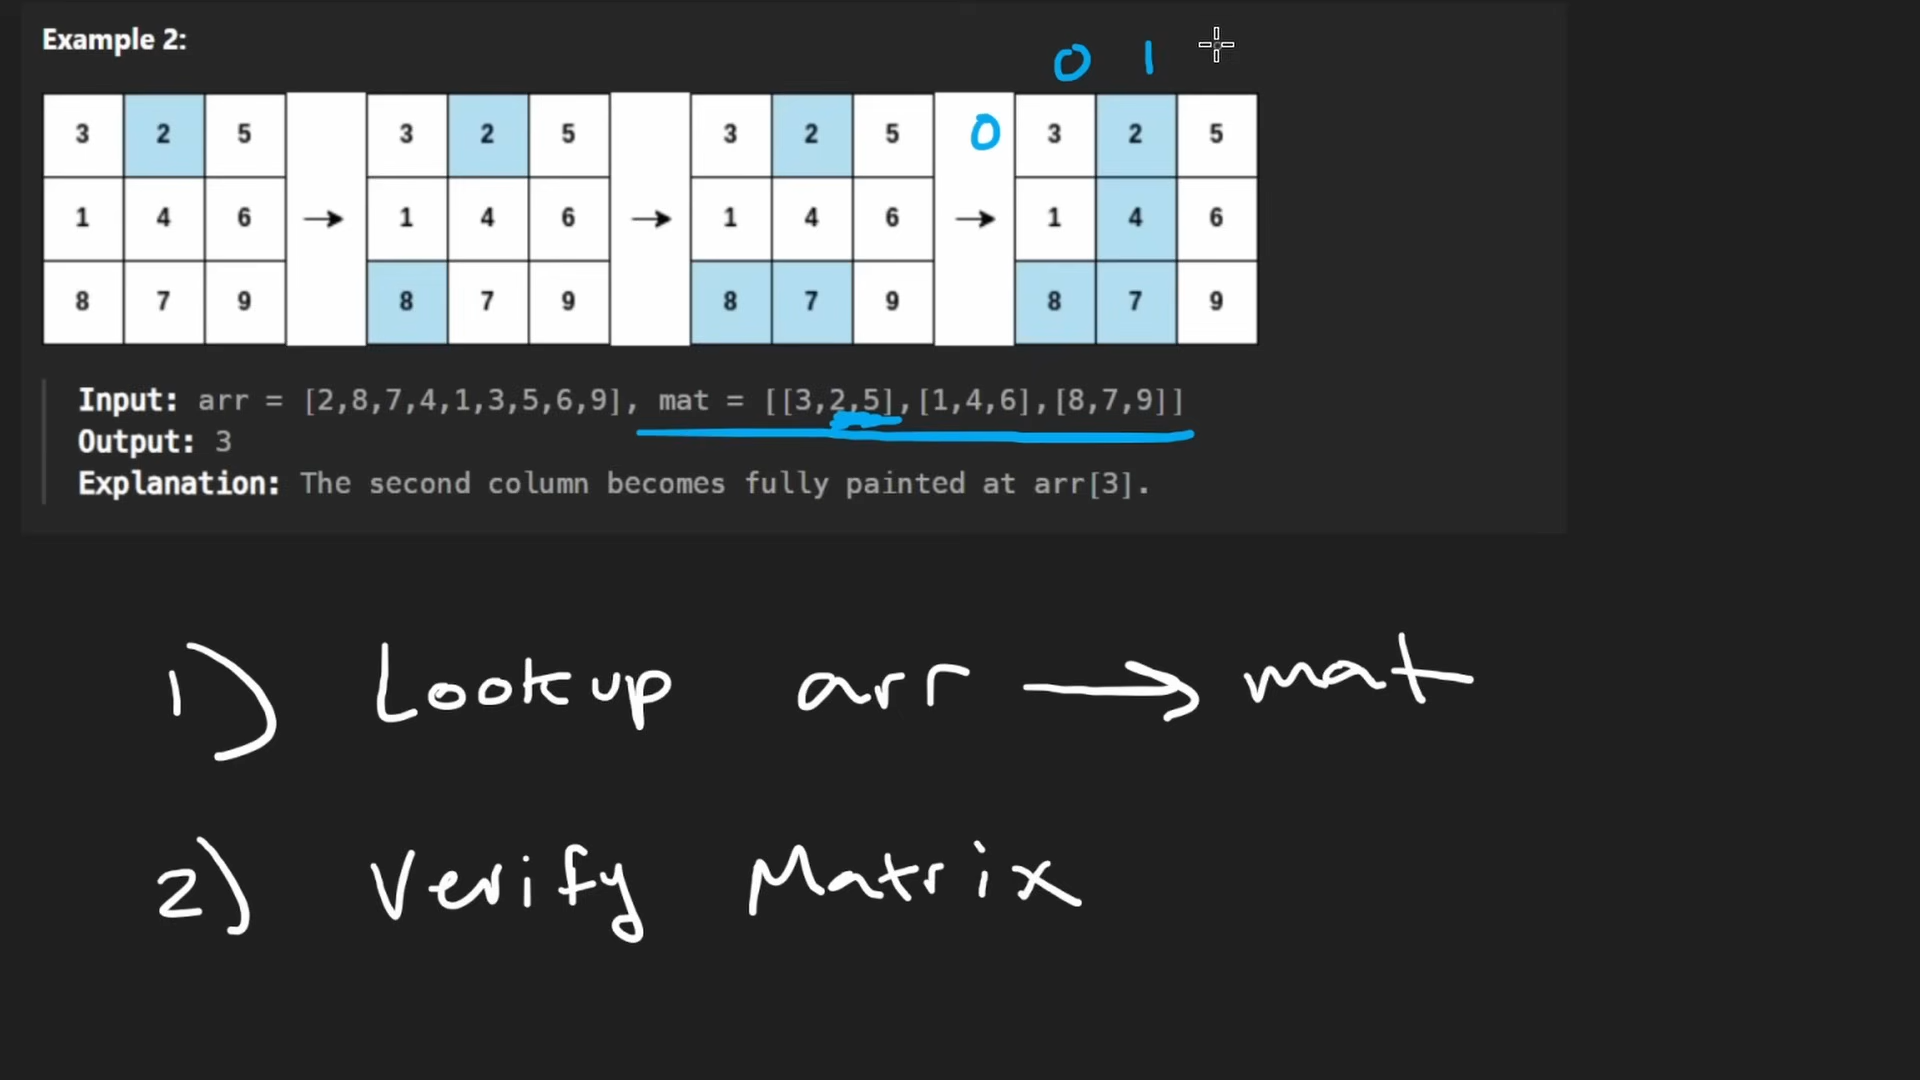 Example 2:
0 1
3 2 5 3 2 5 3 2 5 0 3 2 5
1 4 6 → 1 4 6 → 1 4 6 → 1 4 6
8 7 9 8 7 9 8 7 9 8 7 9
Input: arr = [2,8,7,4,1,3,5,6,9], mat = [[3,2,5],[1,4,6],[8,7,9]]
Output: 3
Explanation: The second column becomes fully painted at arr[3].
1) Lookup arr → mat
2) Verify Matrix